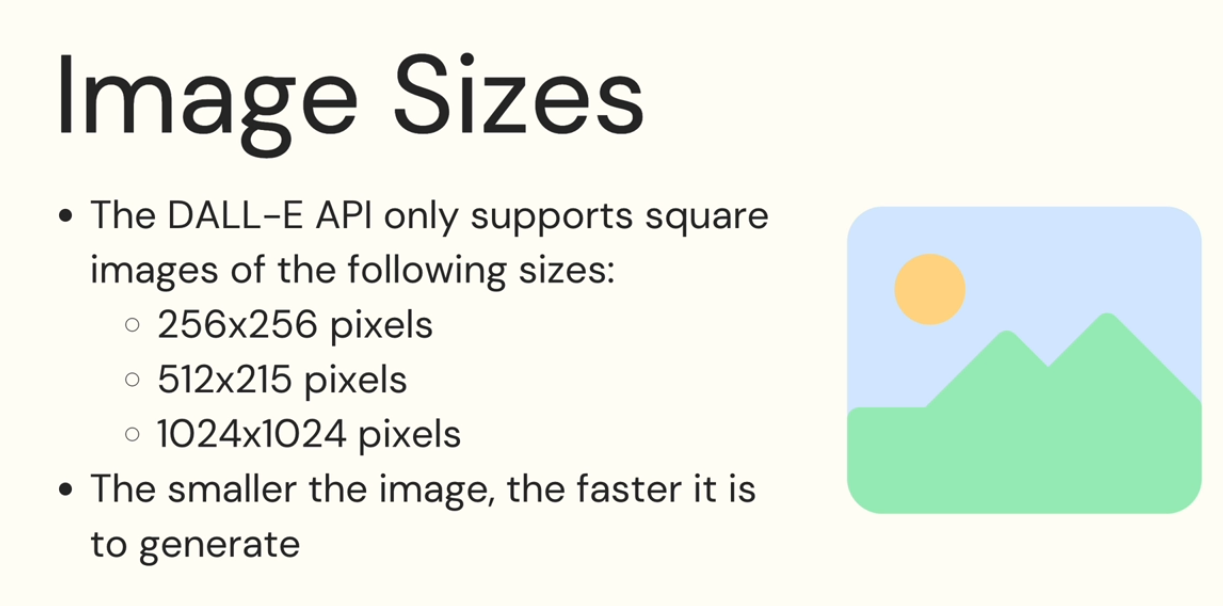 Image Sizes
• The DALL-E API only supports square
images of the following sizes:
○ 256x256 pixels
○ 512x215 pixels
○ 1024x1024 pixels
• The smaller the image, the faster it is
to generate